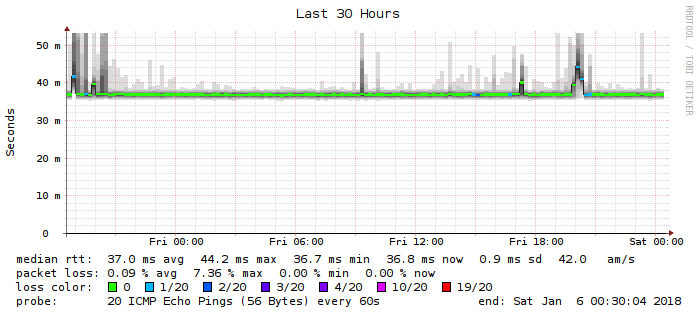 Last 30 Hours
RRDTOOL / TOBI OETIKER
Seconds
50 m
40 m
30 m
20 m
10 m
0
Fri 00:00 Fri 06:00 Fri 12:00 Fri 18:00 Sat 00:00
median rtt: 37.0 ms avg 44.2 ms max 36.7 ms min 36.8 ms now 0.9 ms sd 42.0 am/s
packet loss: 0.09 % avg 7.36 % max 0.00 % min 0.00 % now
loss color: 0 1/20 2/20 3/20 4/20 10/20 19/20
probe: 20 ICMP Echo Pings (56 Bytes) every 60s end: Sat Jan 6 00:30:04 2018